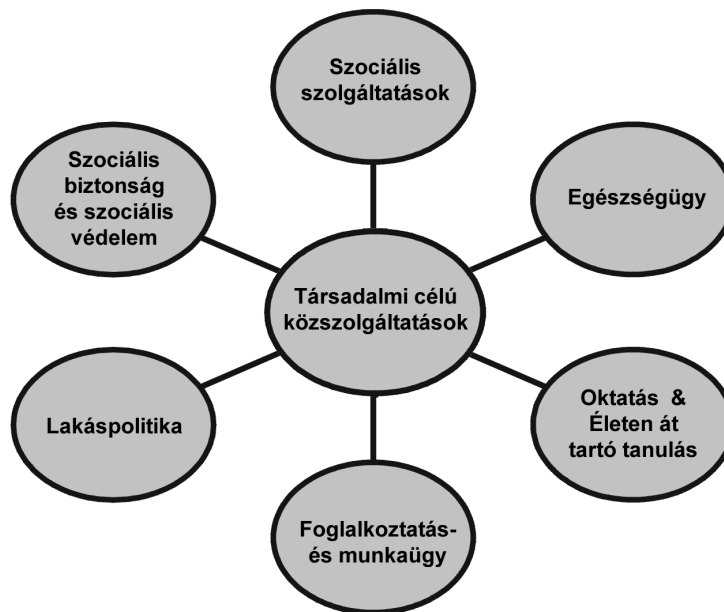 Szociális
szolgáltatások
Szociális
biztonság
és szociális
védelem
Egészségügy
Társadalmi célú
közszolgáltatások
Lakáspolitika
Oktatás &
Életen át
tartó tanulás
Foglalkoztatás-
és munkaügy